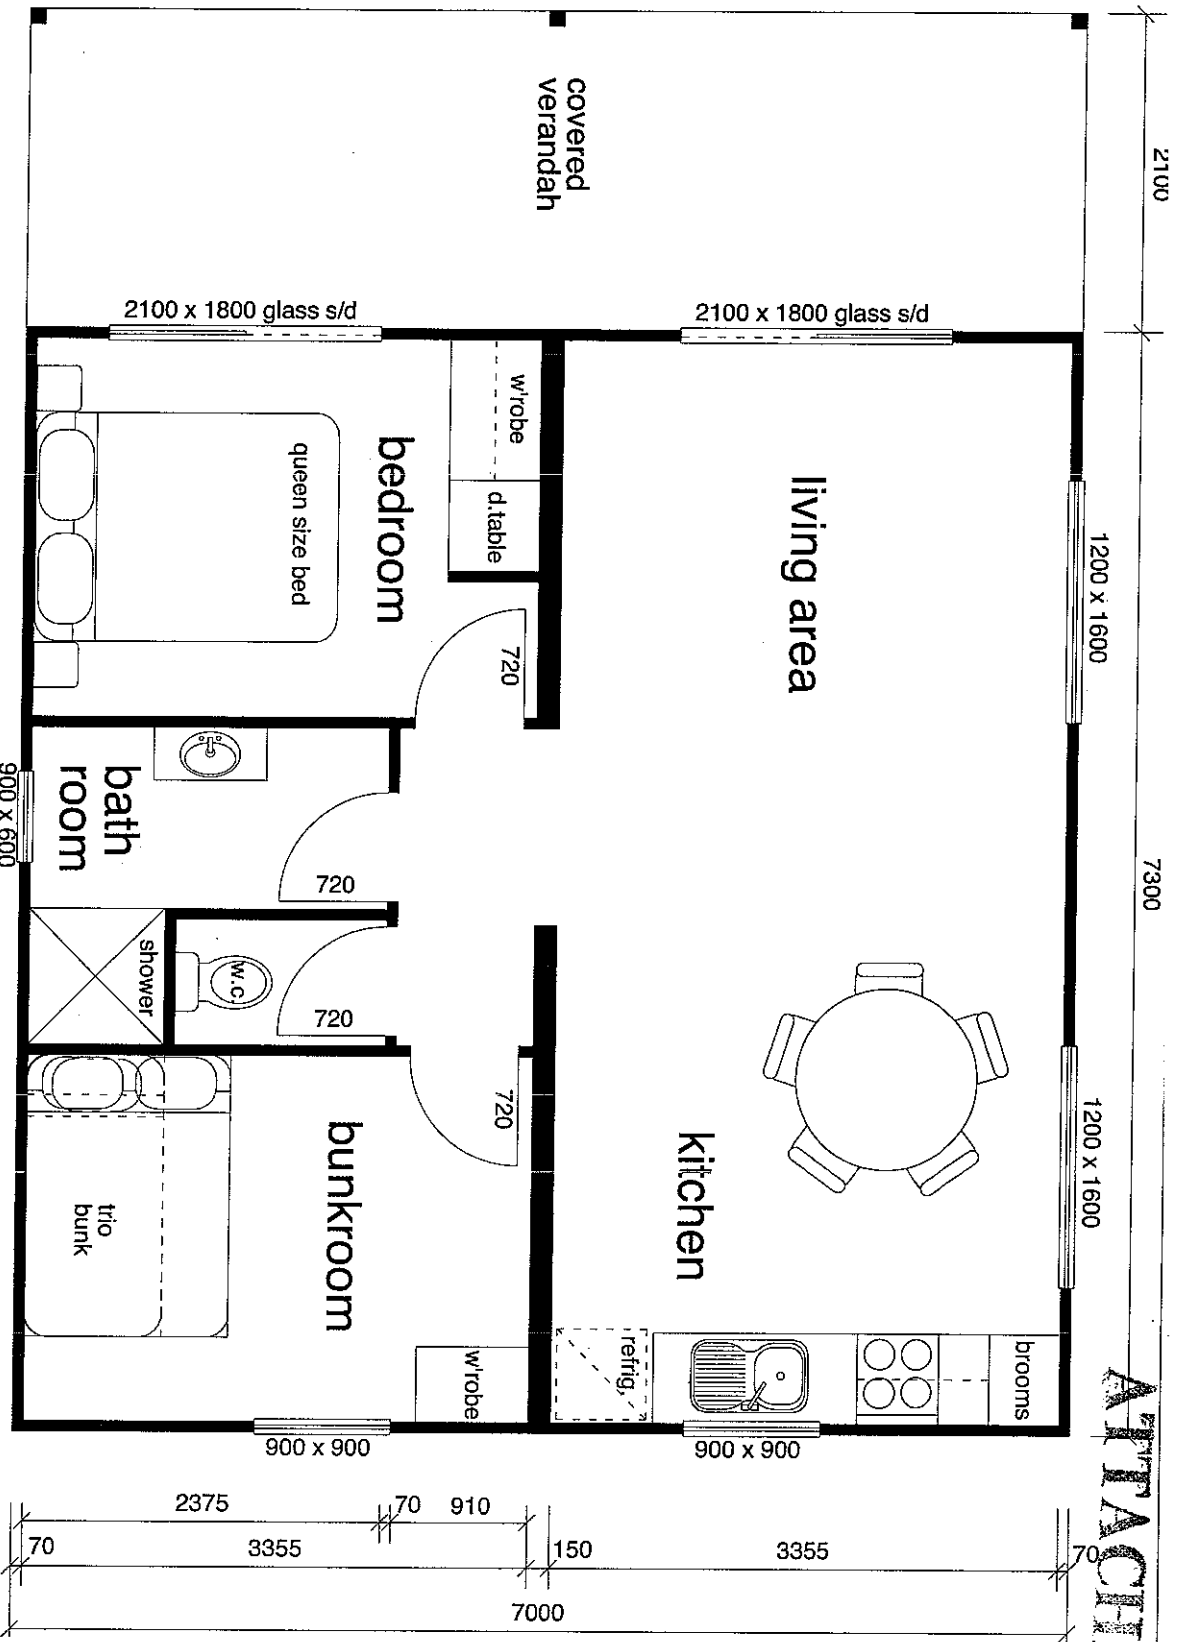 covered
verandah
2100
2100 x 1800 glass s/d
2100 x 1800 glass s/d
w'robe
d.table
bedroom
queen size bed
720
living area
1200 x 1600
7300
bath
room
900 x 600
720
shower
w.c.
720
720
bunkroom
trio
bunk
w'robe
kitchen
1200 x 1600
refrig.
brooms
900 x 900
900 x 900
ATTACH
2375
70
910
70
3355
150
3355
70
7000